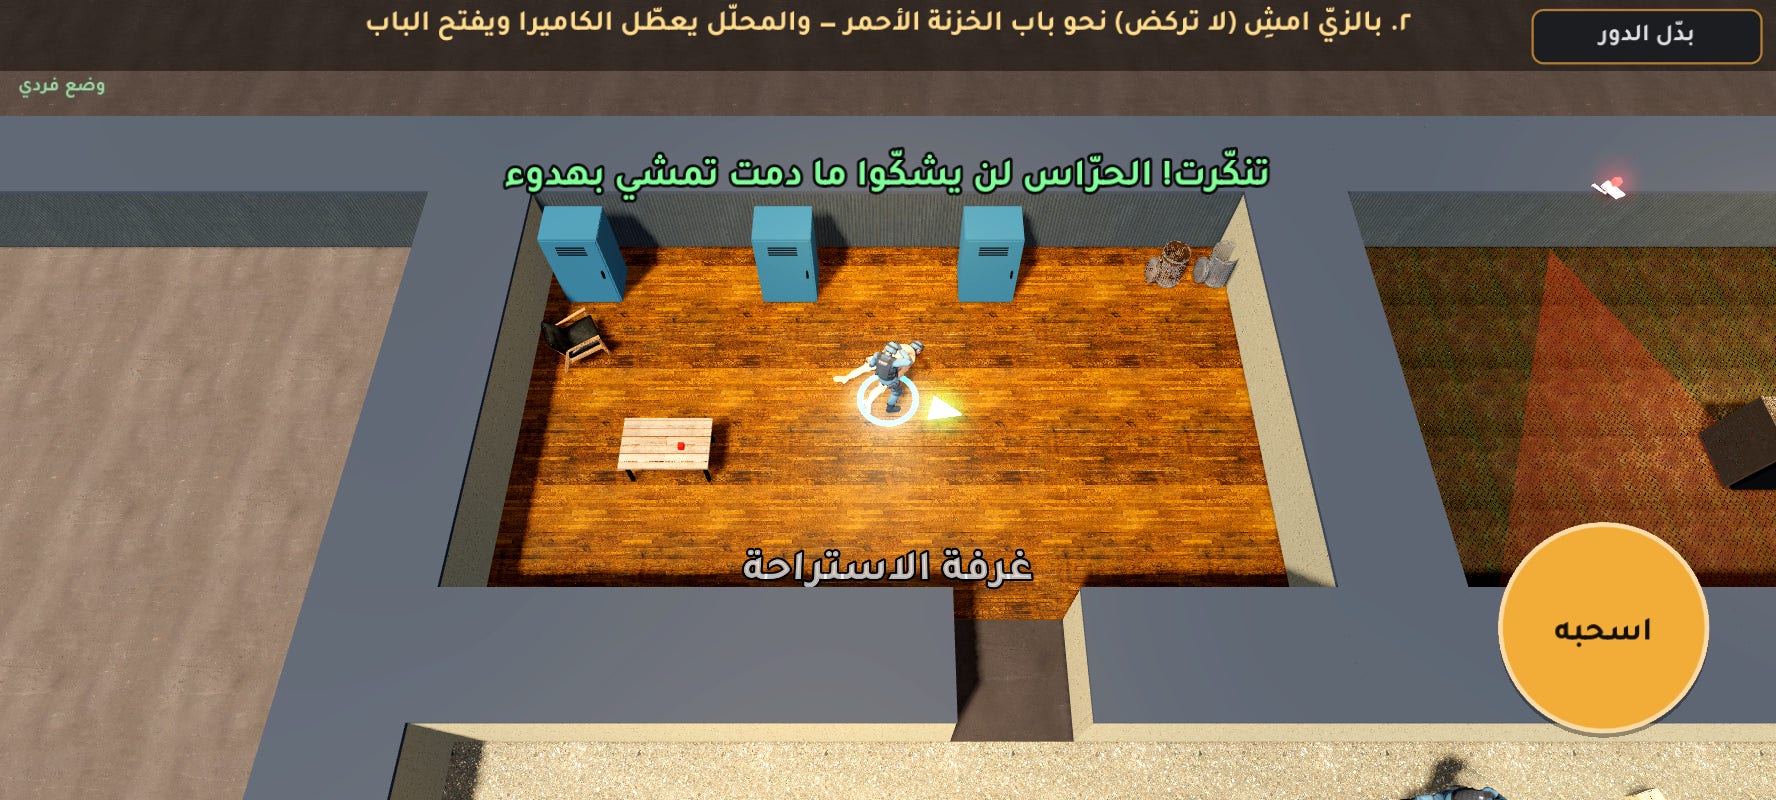 بدّل الدور
٢. بالزيّ امشِ (لا تركض) نحو باب الخزنة الأحمر – والمحلّل يعطّل الكاميرا ويفتح الباب
وضع فردي
تنكّرت! الحرّاس لن يشكّوا ما دمت تمشي بهدوء
غرفة الاستراحة
اسحبه